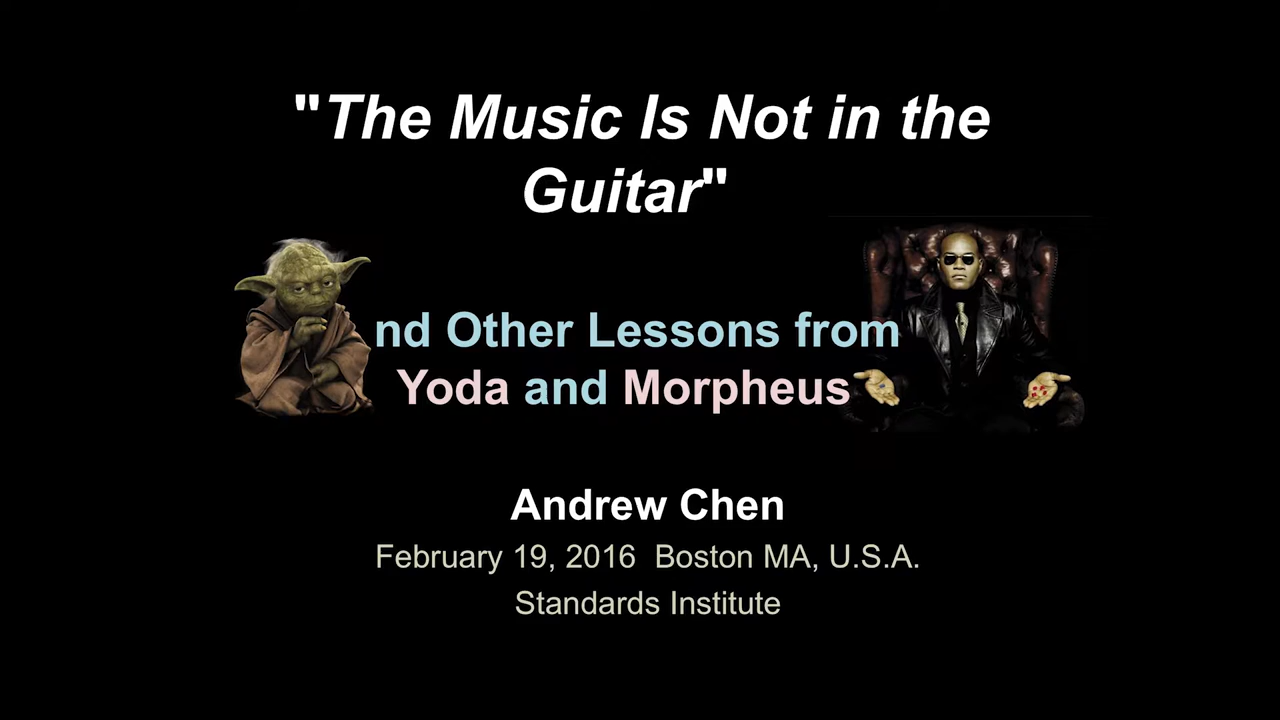 "The Music Is Not in the
Guitar"
nd Other Lessons from
Yoda and Morpheus
Andrew Chen
February 19, 2016 Boston MA, U.S.A.
Standards Institute